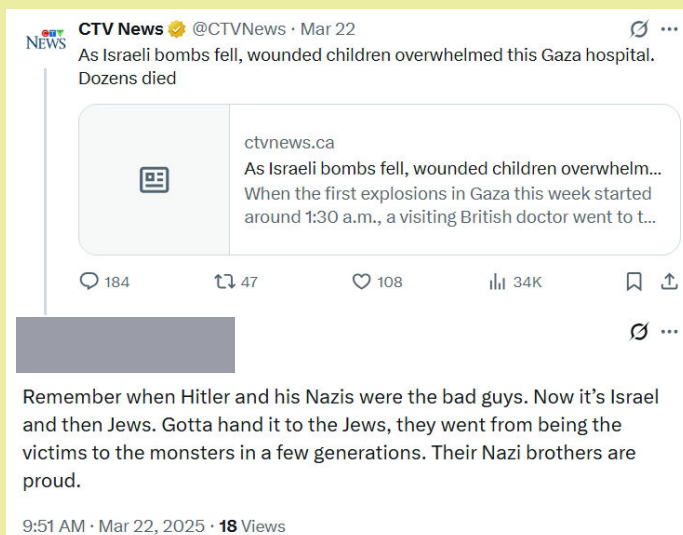 CTV NEWS
CTV News @CTVNews · Mar 22
As Israeli bombs fell, wounded children overwhelmed this Gaza hospital.
Dozens died
ctvnews.ca
As Israeli bombs fell, wounded children overwhelm...
When the first explosions in Gaza this week started
around 1:30 a.m., a visiting British doctor went to t...
184 47 108 34K
Remember when Hitler and his Nazis were the bad guys. Now it's Israel
and then Jews. Gotta hand it to the Jews, they went from being the
victims to the monsters in a few generations. Their Nazi brothers are
proud.
9:51 AM · Mar 22, 2025 · 18 Views